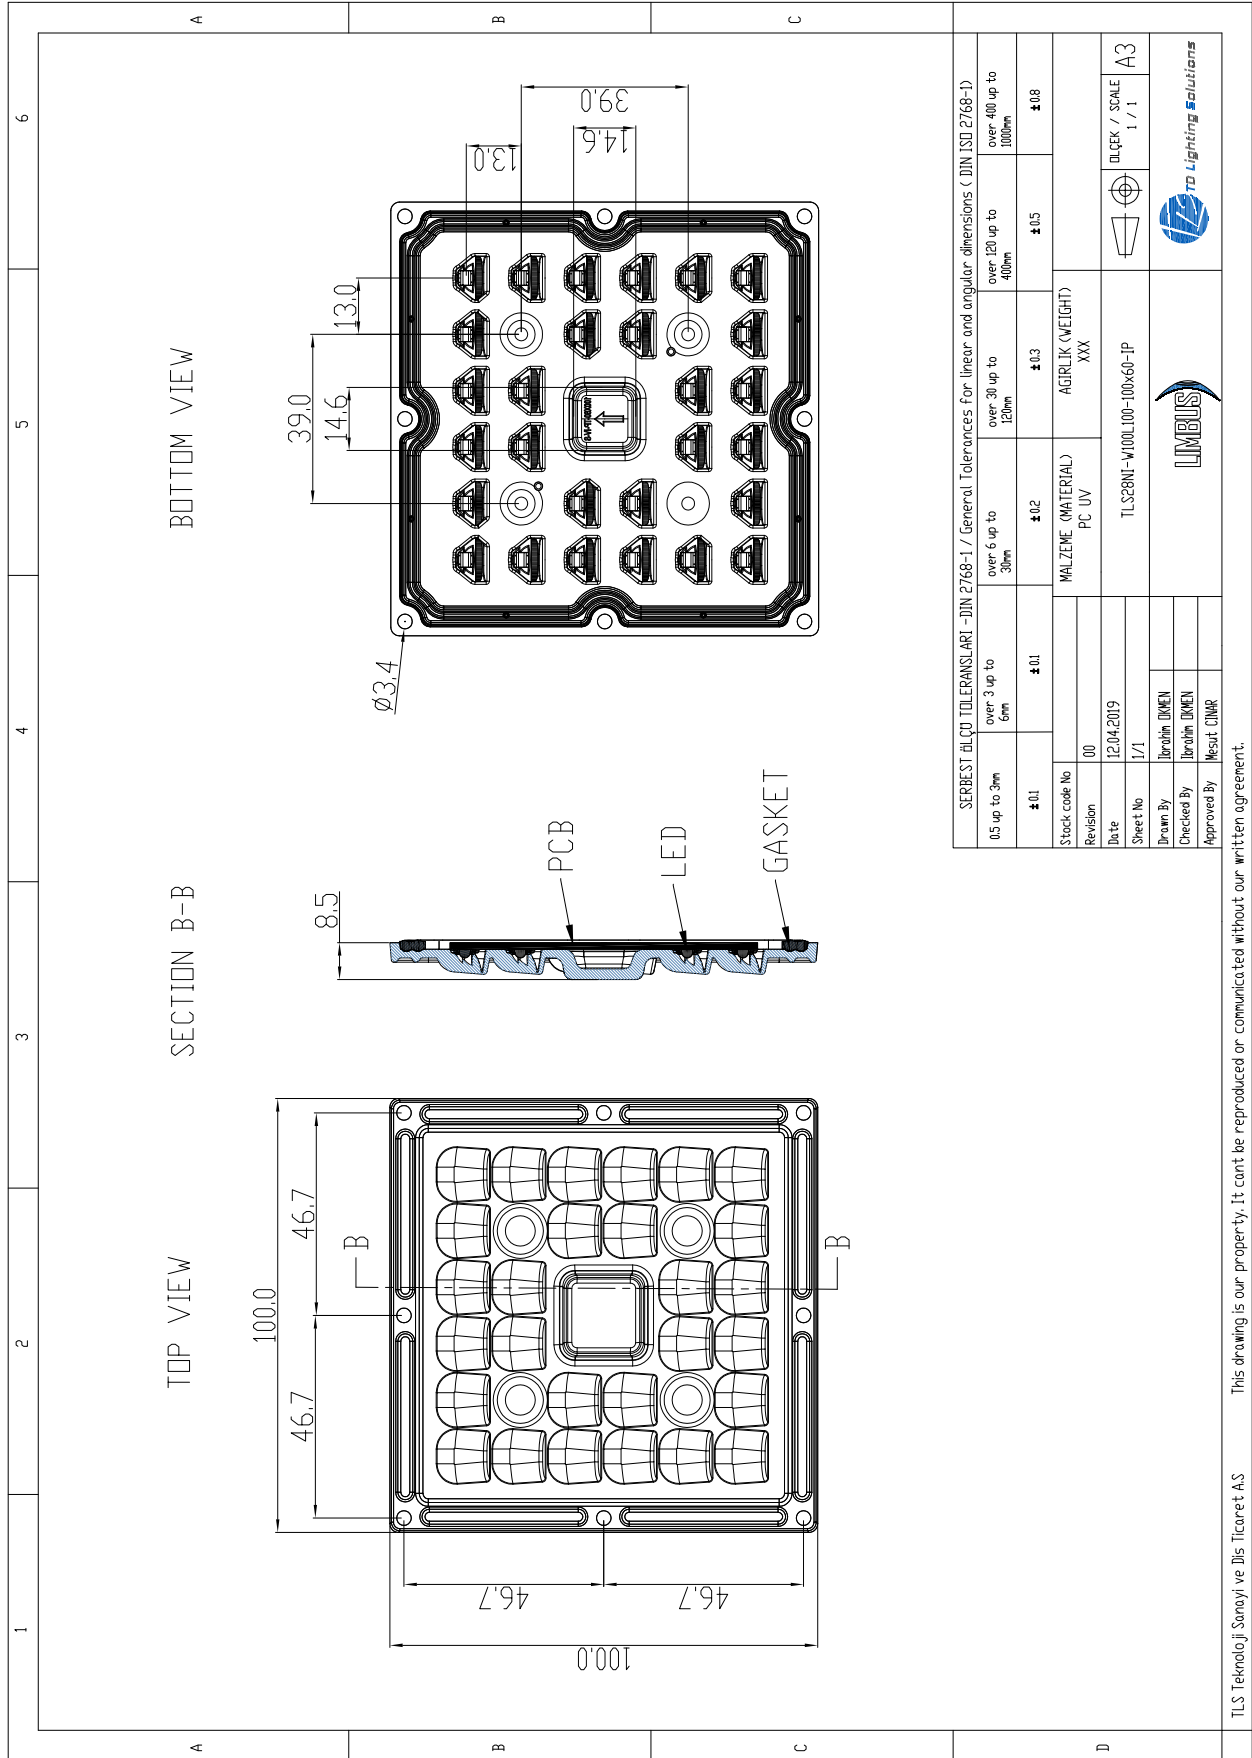 1
2
3
4
5
6
A
B
C
D
A
B
C
TOP VIEW
SECTION B-B
BOTTOM VIEW
100.0
46.7
46.7
100.0
46.7
46.7
B
B
8.5
PCB
LED
GASKET
39.0
13.0
14.6
39.0
14.6
13.0
Ø3.4
SERBEST ÖLÇÜ TOLERANSLARI -DIN 2768-1 / General Tolerances for linear and angular dimensions ( DIN ISO 2768-1)
0.5 up to 3mm
over 3 up to 6mm
over 6 up to 30mm
over 30 up to 120mm
over 120 up to 400mm
over 400 up to 1000mm
±0.1
±0.1
±0.2
±0.3
±0.5
±0.8
Stock code No
Revision 00
Date 12.04.2019
Sheet No 1/1
Drawn By Ibrahim OKMEN
Checked By Ibrahim OKMEN
Approved By Mesut CINAR
MALZEME (MATERIAL)
PC UV
AGIRLIK (WEIGHT)
XXX
TLS28NI-W100L100-100x60-IP
ÖLÇEK / SCALE
1 / 1
A3
LIMBUS
LTD Lighting Solutions
TLS Teknoloji Sanayi ve Dis Ticaret A.S
This drawing is our property. It cant be reproduced or communicated without our written agreement.